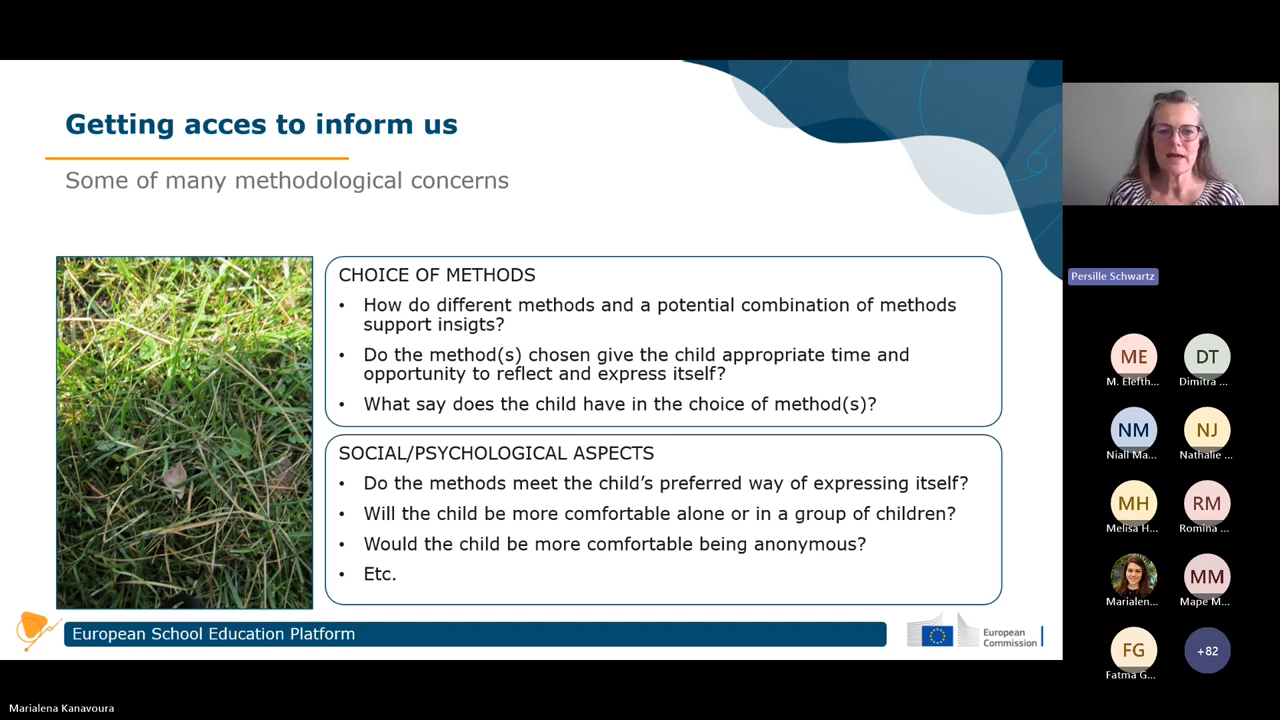 Getting acces to inform us
Some of many methodological concerns
CHOICE OF METHODS
• How do different methods and a potential combination of methods
support insigts?
• Do the method(s) chosen give the child appropriate time and
opportunity to reflect and express itself?
• What say does the child have in the choice of method(s)?
SOCIAL/PSYCHOLOGICAL ASPECTS
• Do the methods meet the child’s preferred way of expressing itself?
• Will the child be more comfortable alone or in a group of children?
• Would the child be more comfortable being anonymous?
• Etc.
European School Education Platform
European
Commission
Persille Schwartz
ME
M. Elefth...
DT
Dimitra ...
NM
Niall Ma...
NJ
Nathalie ...
MH
Melisa H...
RM
Romina ...
Marialen...
MM
Mape M...
FG
Fatma G...
+82
Marialena Kanavoura